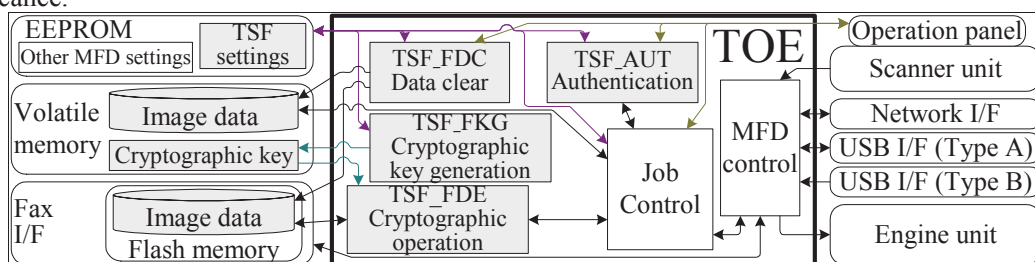 cance.
EEPROM
Other MFD settings
TSF
settings
Volatile
memory
Image data
Cryptographic key
Fax
I/F
Image data
Flash memory
TSF_FDC
Data clear
TSF_AUT
Authentication
TSF_FKG
Cryptographic
key generation
TSF_FDE
Cryptographic
operation
Job
Control
TOE
MFD
control
Operation panel
Scanner unit
Network I/F
USB I/F (Type A)
USB I/F (Type B)
Engine unit